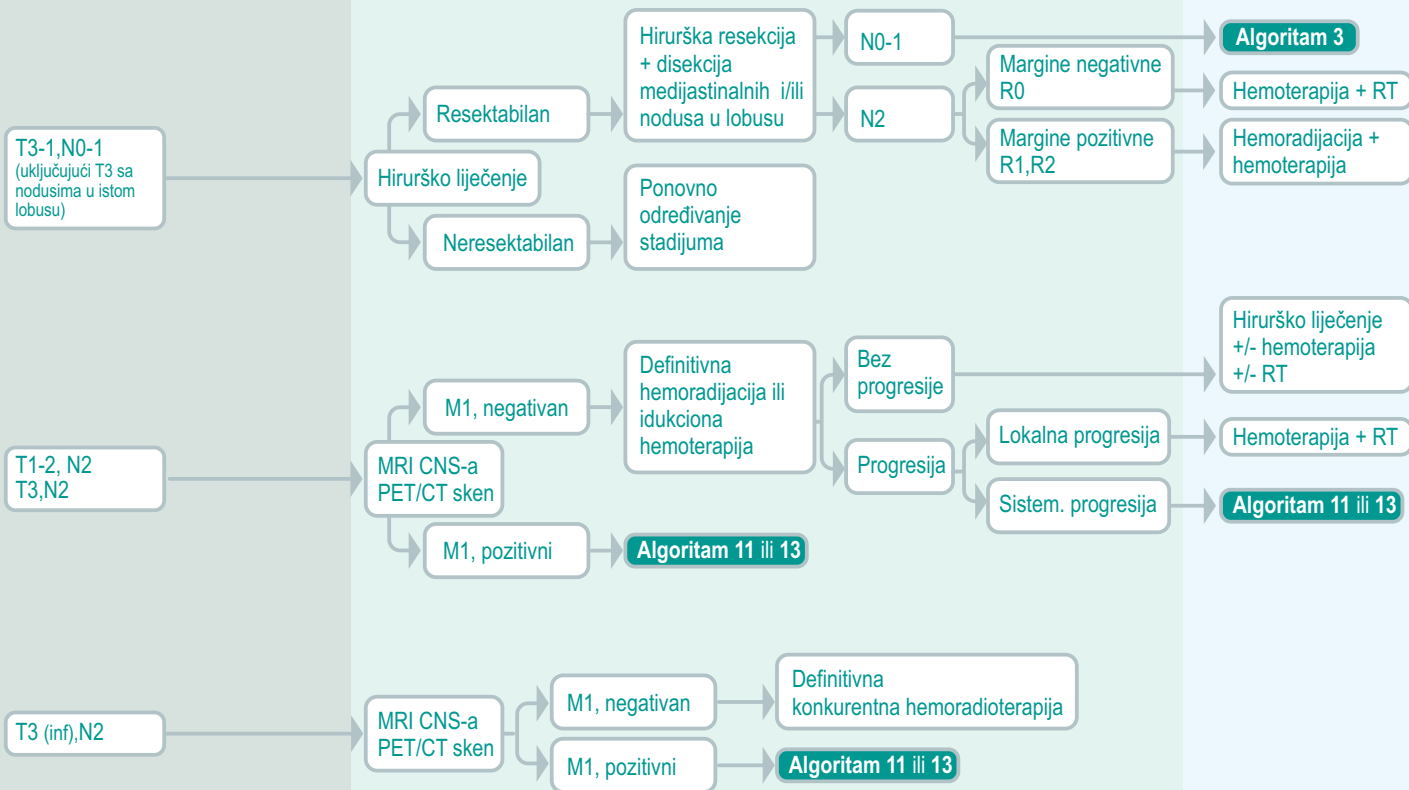 T3-1,N0-1
(uključujući T3 sa
nodusima u istom
lobusu)
Hirurško liječenje
Resektabilan
Neresektabilan
Hirurška resekcija
+ disekcija
medijastinalnih i/ili
nodusa u lobusu
Ponovno
određivanje
stadijuma
N0-1
N2
Margine negativne
R0
Margine pozitivne
R1,R2
Algoritam 3
Hemoterapija + RT
Hemoradijacija +
hemoterapija
T1-2, N2
T3,N2
MRI CNS-a
PET/CT sken
M1, negativan
M1, pozitivni
Definitivna
hemoradijacija ili
idukciona
hemoterapija
Algoritam 11 ili 13
Bez
progresije
Progresija
Lokalna progresija
Sistem. progresija
Hirurško liječenje
+/- hemoterapija
+/- RT
Hemoterapija + RT
Algoritam 11 ili 13
T3 (inf),N2
MRI CNS-a
PET/CT sken
M1, negativan
M1, pozitivni
Definitivna
konkurentna hemoradioterapija
Algoritam 11 ili 13